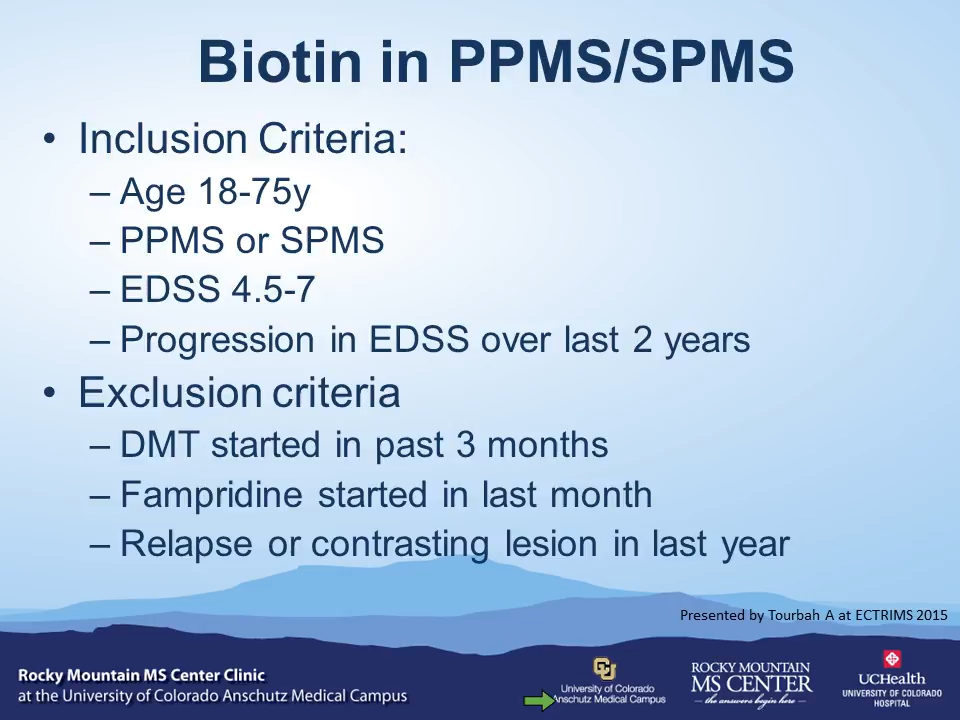 Biotin in PPMS/SPMS
• Inclusion Criteria:
– Age 18-75y
– PPMS or SPMS
– EDSS 4.5-7
– Progression in EDSS over last 2 years
• Exclusion criteria
– DMT started in past 3 months
– Fampridine started in last month
– Relapse or contrasting lesion in last year
Presented by Tourbah A at ECTRIMS 2015
Rocky Mountain MS Center Clinic
at the University of Colorado Anschutz Medical Campus
CU
University of Colorado
Anschutz Medical Campus
ROCKY MOUNTAIN
MS CENTER
the answers begin here
UCHealth
UNIVERSITY OF COLORADO
HOSPITAL